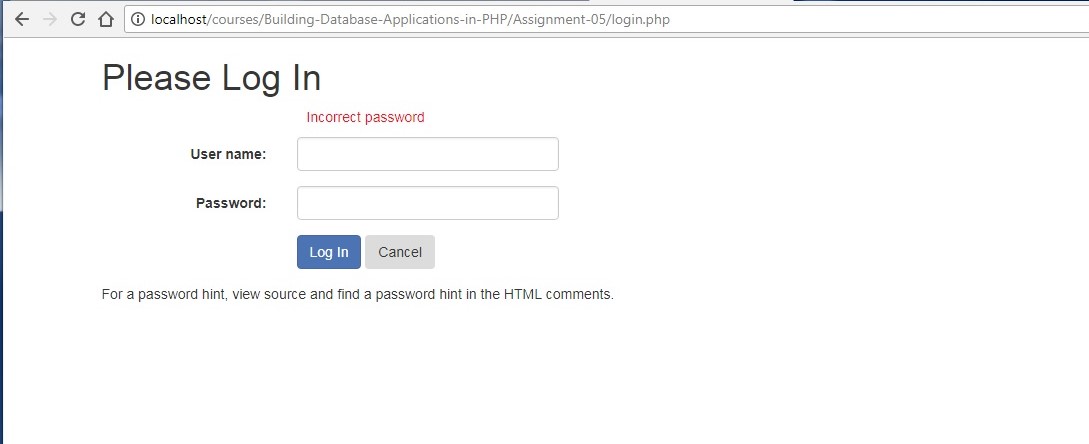 localhost/courses/Building-Database-Applications-in-PHP/Assignment-05/login.php
Please Log In
Incorrect password
User name:
Password:
Log In Cancel
For a password hint, view source and find a password hint in the HTML comments.